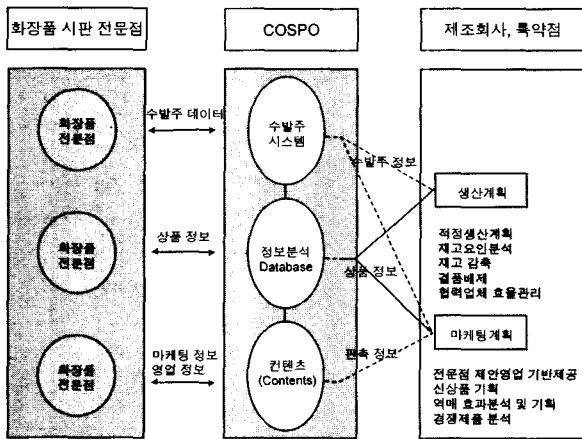 화장품 시판 전문점
COSPO
제조회사, 특약점
화장품
전문점
수발주 데이터
수발주
시스템
수발주 정보
생산계획
적정생산계획
재고요인분석
재고 감축
결품배제
협력업체 효율관리
화장품
전문점
상품 정보
정보분석
Database
상품 정보
마케팅계획
화장품
전문점
마케팅 정보
영업 정보
컨텐츠
(Contents)
판촉 정보
전문점 제안영업 기반제공
신상품 기획
역매 효과분석 및 기획
경쟁제품 분석